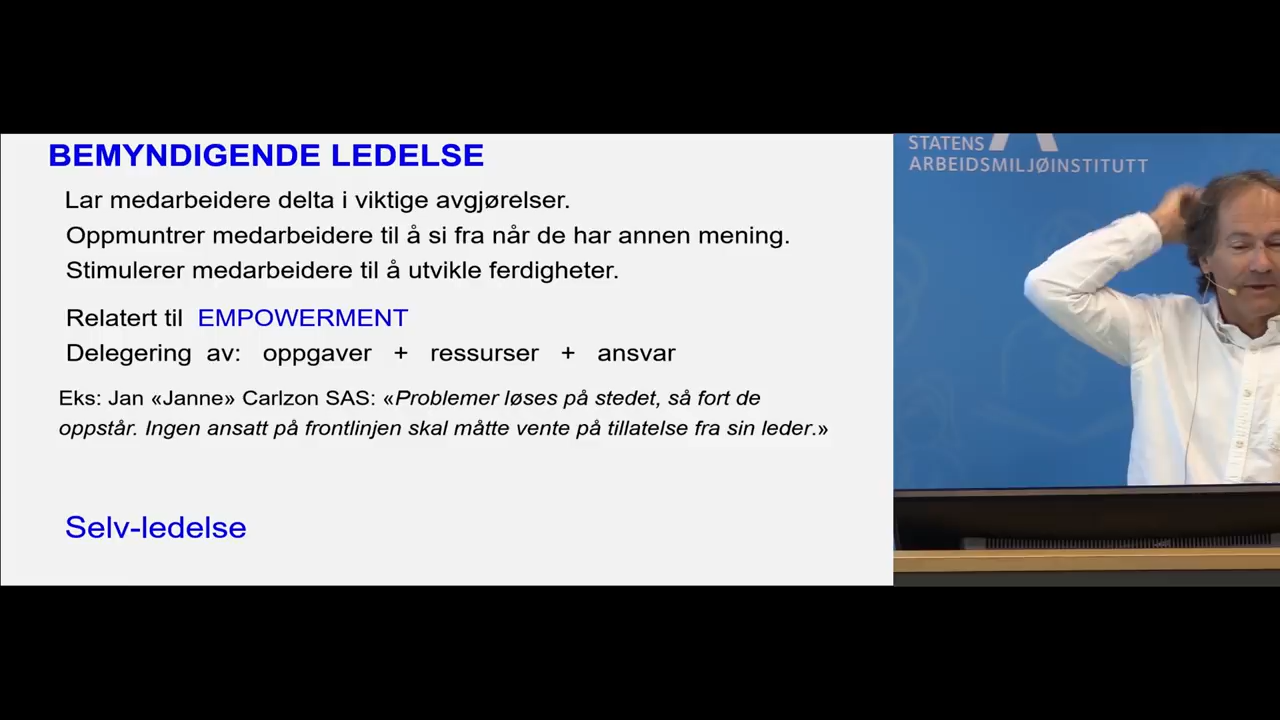 BEMYNDIGENDE LEDELSE
Lar medarbeidere delta i viktige avgjørelser.
Oppmuntrer medarbeidere til å si fra når de har annen mening.
Stimulerer medarbeidere til å utvikle ferdigheter.
Relatert til EMPOWERMENT
Delegering av: oppgaver + ressurser + ansvar
Eks: Jan «Janne» Carlzon SAS: «Problemer løses på stedet, så fort de
oppstår. Ingen ansatt på frontlinjen skal måtte vente på tillatelse fra sin leder.»
Selv-ledelse
STATENS
ARBEIDSMILJØINSTITUTT